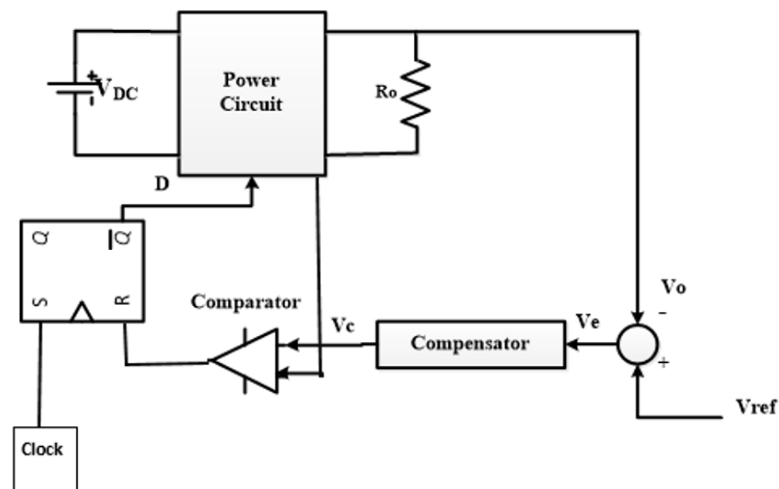 Power
Circuit
VDC
Ro
D
Q
Q
S
R
Comparator
Vc
Compensator
Ve
Vo
-
+
Vref
Clock